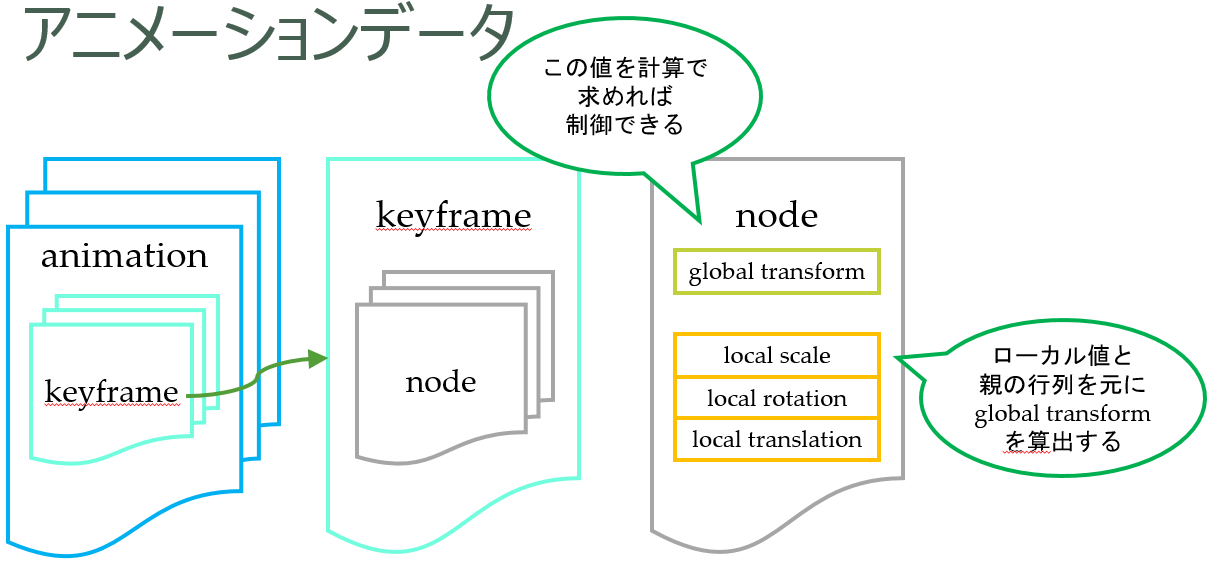 アニメーションデータ
この値を計算で
求めれば
制御できる
animation
keyframe
keyframe
node
node
global transform
local scale
local rotation
local translation
ローカル値と
親の行列を元に
global transform
を算出する